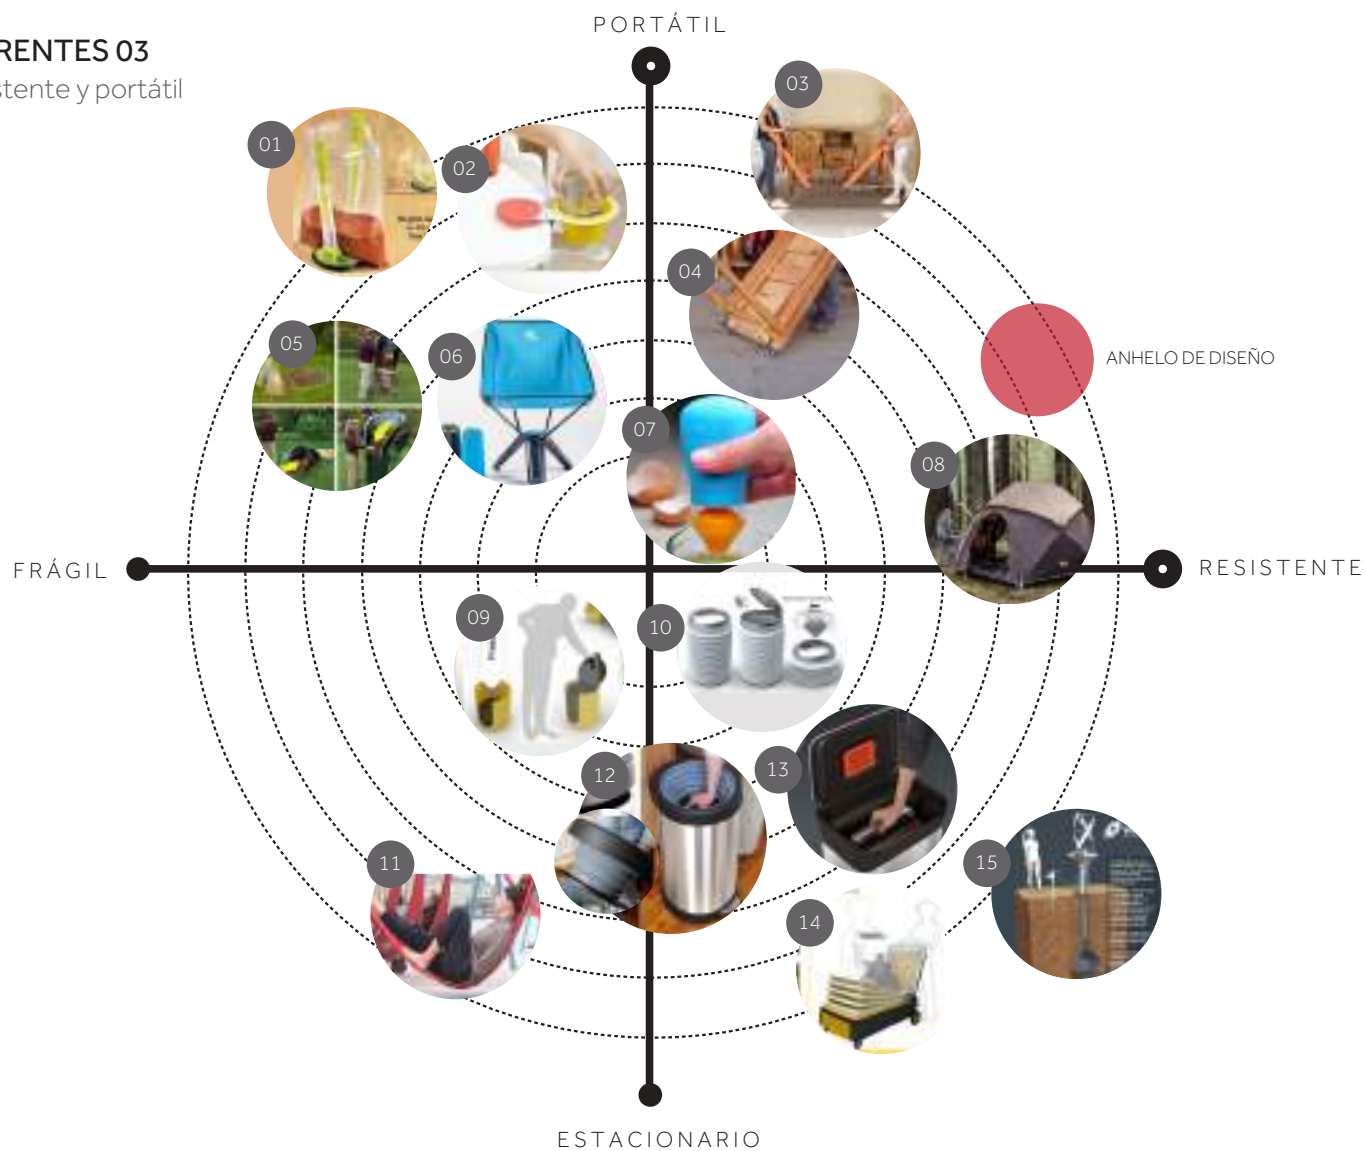 RENTES 03
stente y portátil
PORTÁTIL
03
01
02
04
05
06
ANHELO DE DISEÑO
07
08
FRÁGIL
RESISTENTE
09
10
12
13
11
15
14
ESTACIONARIO